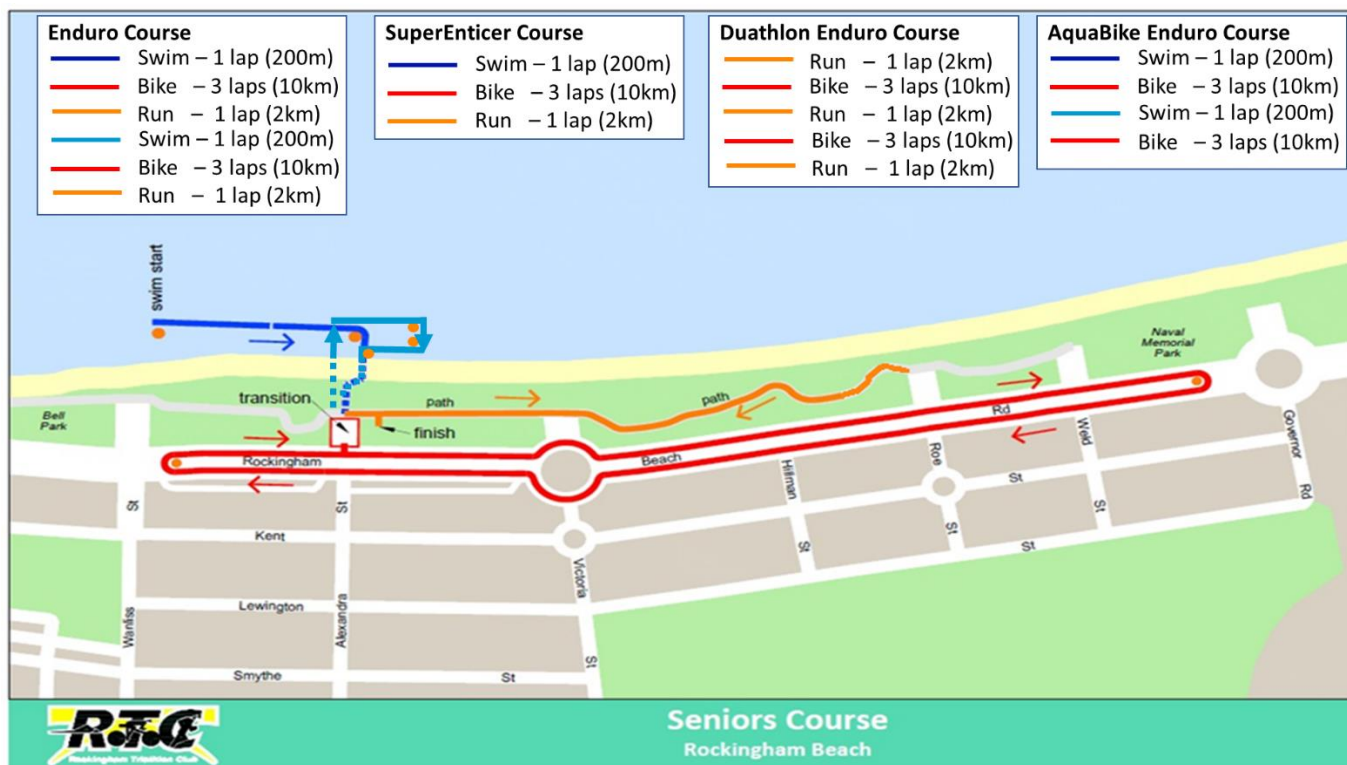 Enduro Course
Swim – 1 lap (200m)
Bike – 3 laps (10km)
Run – 1 lap (2km)
Swim – 1 lap (200m)
Bike – 3 laps (10km)
Run – 1 lap (2km)
SuperEnticer Course
Swim – 1 lap (200m)
Bike – 3 laps (10km)
Run – 1 lap (2km)
Duathlon Enduro Course
Run – 1 lap (2km)
Bike – 3 laps (10km)
Run – 1 lap (2km)
Bike – 3 laps (10km)
Run – 1 lap (2km)
AquaBike Enduro Course
Swim – 1 lap (200m)
Bike – 3 laps (10km)
Swim – 1 lap (200m)
Bike – 3 laps (10km)
swim start
Naval
Memorial
Park
transition
path
path
Bell
Park
finish
Rockingham
Beach
Rd
Wanliss
St
Alexandra
St
Victoria
St
Hillman
St
Roe
St
Weld
St
Governor
Rd
Kent
St
Lewington
St
Smythe
St
R.T.C
Rockingham Triathlon Club
Seniors Course
Rockingham Beach